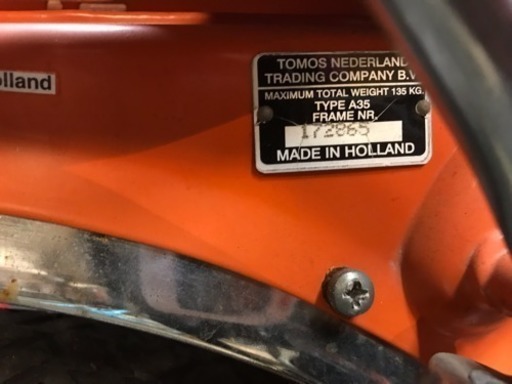 olland
TOMOS NEDERLAND
TRADING COMPANY B.V
MAXIMUM TOTAL WEIGHT 135 KG.
TYPE A35
FRAME NR.
172865
MADE IN HOLLAND